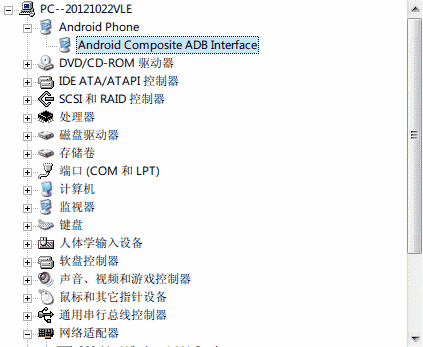 PC--20121022VLE
Android Phone
Android Composite ADB Interface
DVD/CD-ROM 驱动器
IDE ATA/ATAPI 控制器
SCSI 和 RAID 控制器
处理器
磁盘驱动器
存储卷
端口 (COM 和 LPT)
计算机
监视器
键盘
人体学输入设备
软盘控制器
声音、视频和游戏控制器
鼠标和其它指针设备
通用串行总线控制器
网络适配器